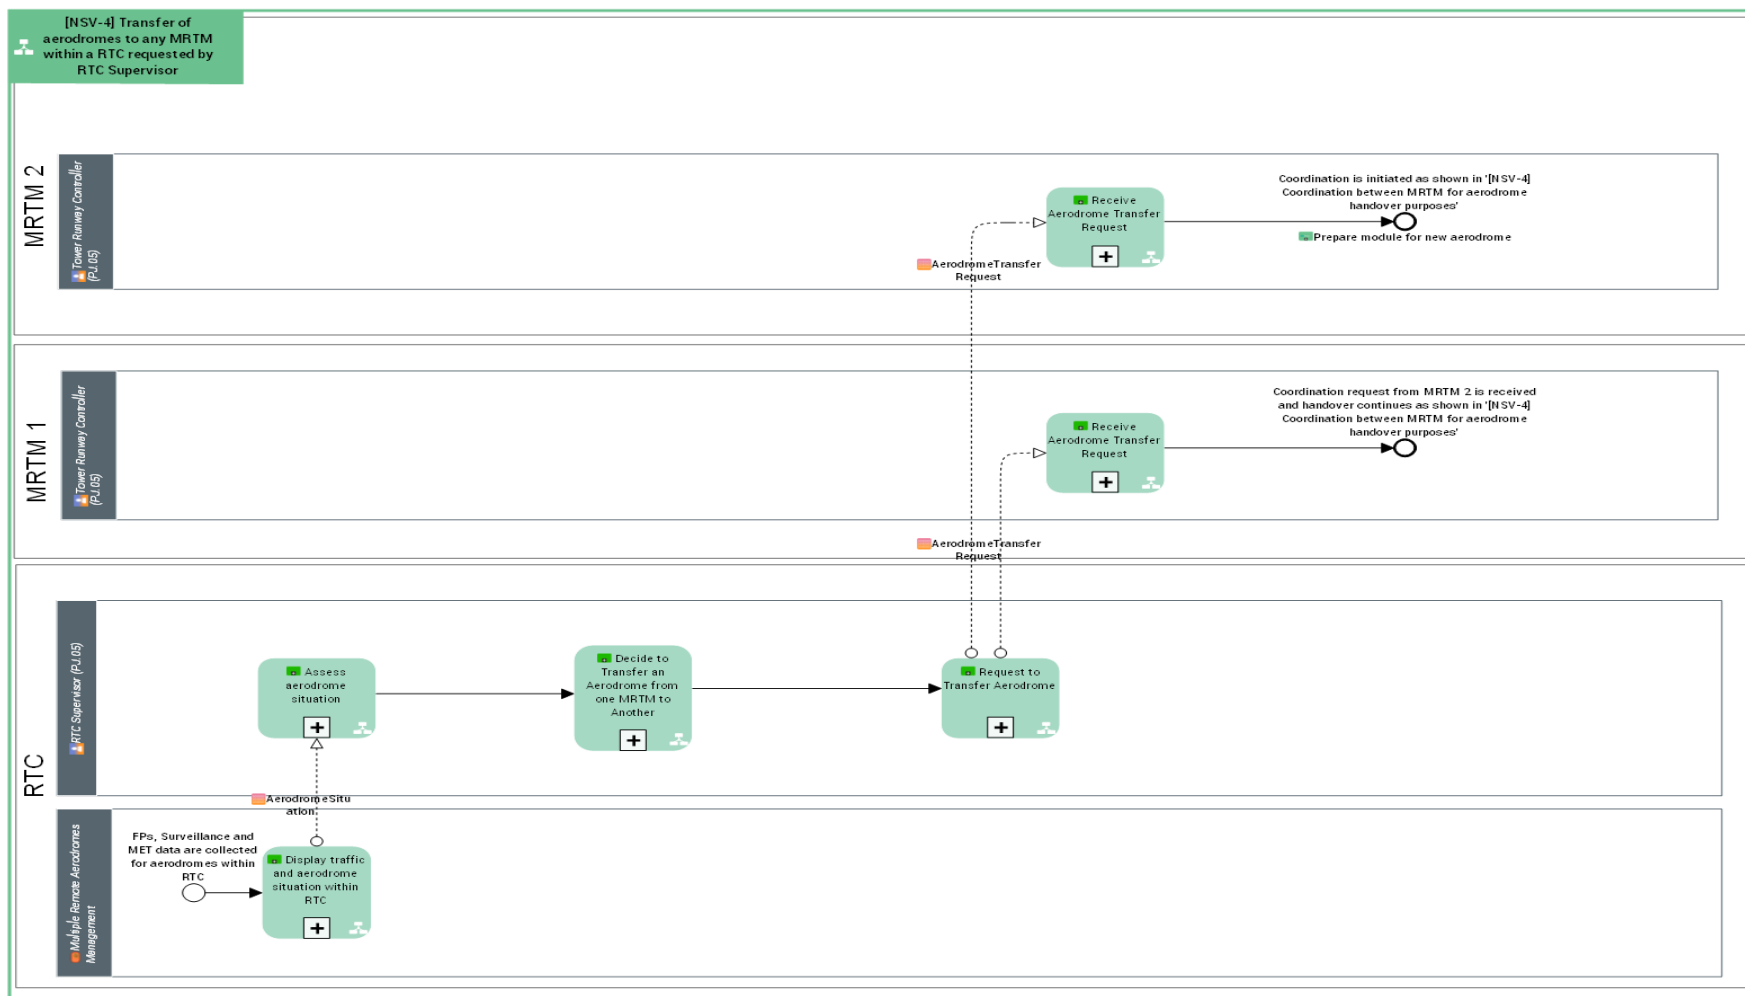 [NSV-4] Transfer of
aerodromes to any MRTM
within a RTC requested by
RTC Supervisor
MRTM 2
Tower Runway Controller
(PJ.05)
Receive
Aerodrome Transfer
Request
Coordination is initiated as shown in '[NSV-4]
Coordination between MRTM for aerodrome
handover purposes'
Prepare module for new aerodrome
AerodromeTransfer
Request
MRTM 1
Tower Runway Controller
(PJ.05)
Receive
Aerodrome Transfer
Request
Coordination request from MRTM 2 is received
and handover continues as shown in '[NSV-4]
Coordination between MRTM for aerodrome
handover purposes'
AerodromeTransfer
Request
RTC
RTC Supervisor (PJ.05)
Assess
aerodrome
situation
Decide to
Transfer an
Aerodrome from
one MRTM to
Another
Request to
Transfer Aerodrome
AerodromeSitu
ation
Multiple Remote Aerodromes
Management
FPs, Surveillance and
MET data are collected
for aerodromes within
RTC
Display traffic
and aerodrome
situation within
RTC